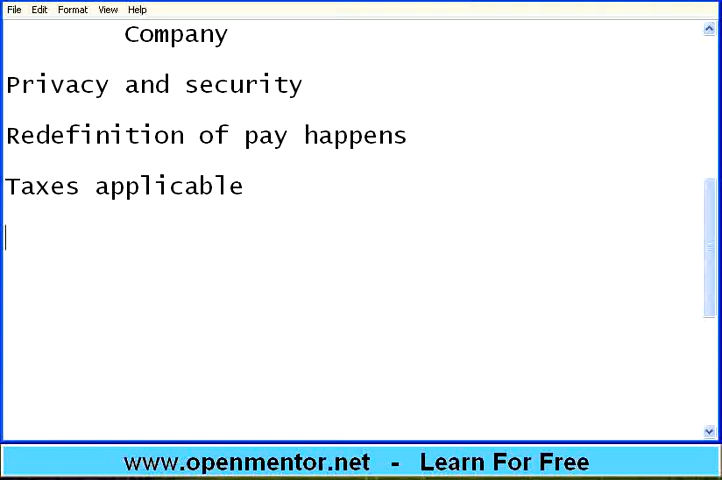 File Edit Format View Help
Company
Privacy and security
Redefinition of pay happens
Taxes applicable
www.openmentor.net - Learn For Free